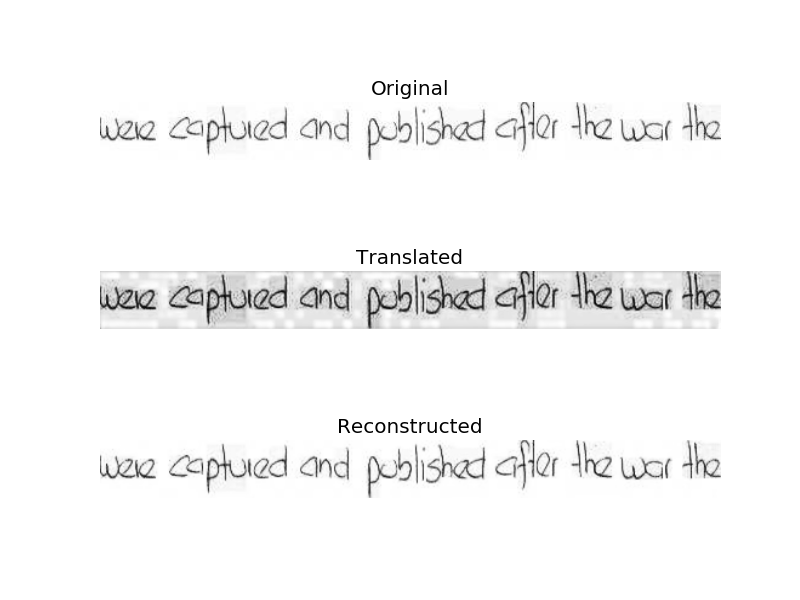 Original
were captured and published after the war the
Translated
were captured and published after the war the
Reconstructed
were captured and published after the war the